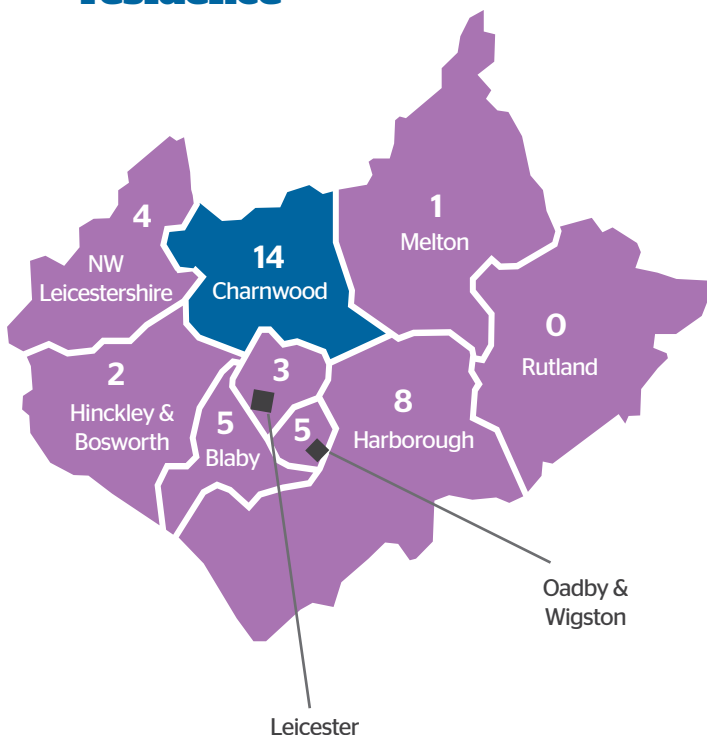 residence
4
NW
Leicestershire
14
Charnwood
1
Melton
0
Rutland
2
Hinckley &
Bosworth
3
5
Blaby
5
8
Harborough
Oadby &
Wigston
Leicester